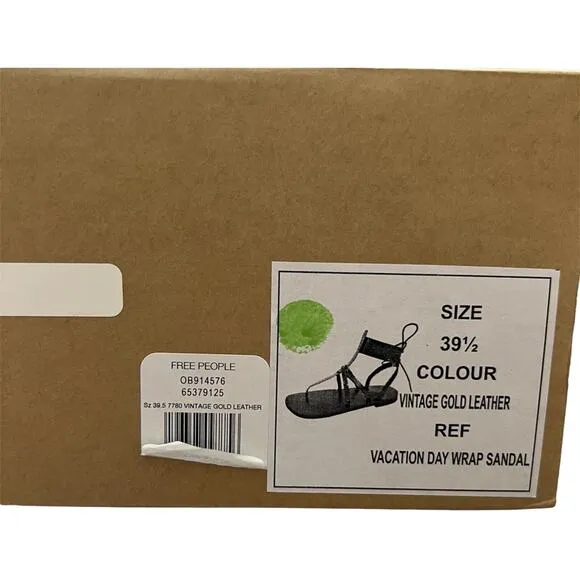 FREE PEOPLE
OB914576
65379125
Sz 39.5 7780 VINTAGE GOLD LEATHER
SIZE
39½
COLOUR
VINTAGE GOLD LEATHER
REF
VACATION DAY WRAP SANDAL